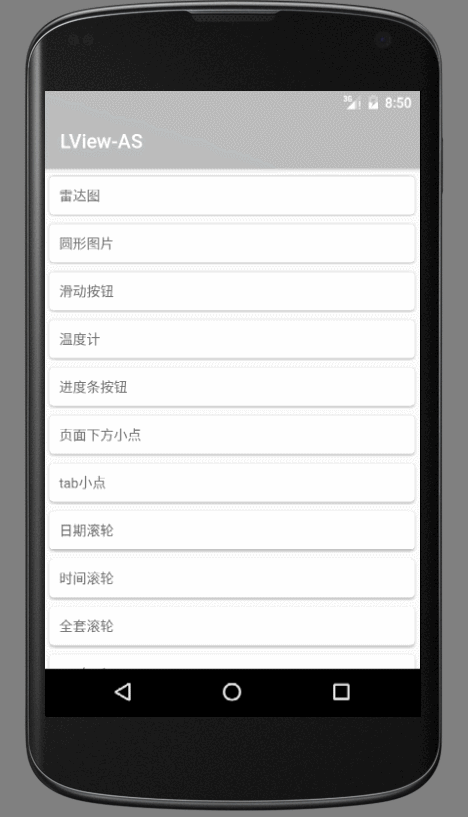 3G 8:50
LView-AS
雷达图
圆形图片
滑动按钮
温度计
进度条按钮
页面下方小点
tab小点
日期滚轮
时间滚轮
全套滚轮